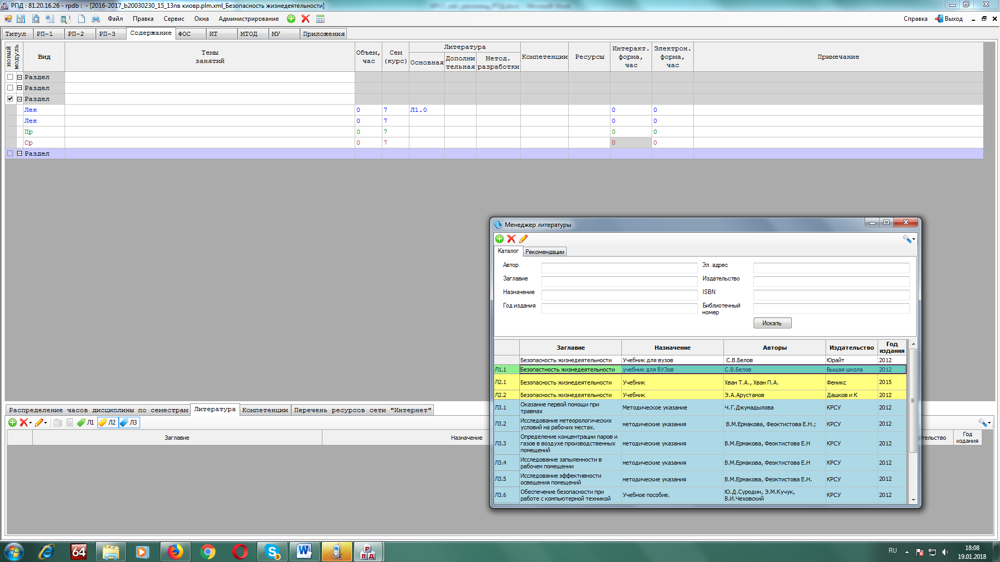 РПД : 81.20.16.26 - rpdb : - [2016-2017_b20030230_15_13пв киовр.plm.xml_Безопасность жизнедеятельности]
Файл Правка Сервис Окна Администрирование Справка Выход
Титул РП-1 РП-2 РП-3 Содержание ФОС ИТ МТОД МУ Приложения
новый модуль
Вид
Темы занятий
Объем, час
Сем (курс)
Литература
Основная
Дополни тельная
Метод. разработки
Компетенции
Ресурсы
Интеракт. форма, час
Электрон. форма, час
Примечание
Раздел
Раздел
Раздел
Лек 0 7 Л1.0 0 0
Лек 0 7 0 0
Пр 0 7 0 0
Ср 0 7 0 0
Раздел
Менеджер литературы
Каталог Рекомендации
Автор Эл. адрес
Заглавие Издательство
Назначение ISBN
Год издания Библиотечный номер
Искать
Заглавие Назначение Авторы Издательство Год издания
Безопасность жизнедеятельности Учебник для вузов С.В.Белов Юрайт 2012
Л1.1 Безопастность жизнедеятельности учебник для ВУЗов С.В.Белов Вышая школа 2012
Л2.1 Безопасность жизнедеятельности Учебник Хван Т.А., Хван П.А. Феникс 2015
Л2.2 Безопасность жизнедеятельности Учебник Э.А.Арустамов Дашков и К 2012
Л3.1 Оказание первой помощи при травмах Методическое указание Ч.Г.Джумадылова КРСУ 2012
Л3.2 Исследование метеорологических условий на рабочих местах. методические указания В.М.Ермакова, Феоктистова Е.Н.; КРСУ 2012
Л3.3 Определение концентрации паров и газов в воздухе производственных помещений методические указания В.М.Ермакова, Феоктистова Е.Н КРСУ 2012
Л3.4 Исследование запыленности в рабочем помещении методические указания В.М.Ермакова, Феоктистова Е.Н КРСУ 2012
Л3.5 Исследование эффективности освещения помещений методические указания В.М.Ермакова, Феоктистова Е.Н. КРСУ 2012
Л3.6 Обеспечение безопасности при работе с компьютерной техникой Учебное пособие. Ю.Д.Суродин, Э.М.Кучук, В.И.Чеховский КРСУ 2012
Распределение часов дисциплины по семестрам Литература Компетенции Перечень ресурсов сети "Интернет"
Л1 Л2 Л3
Заглавие Назначение тельство Год издания
64
3
Р П Д
RU
18:08
19.01.2018